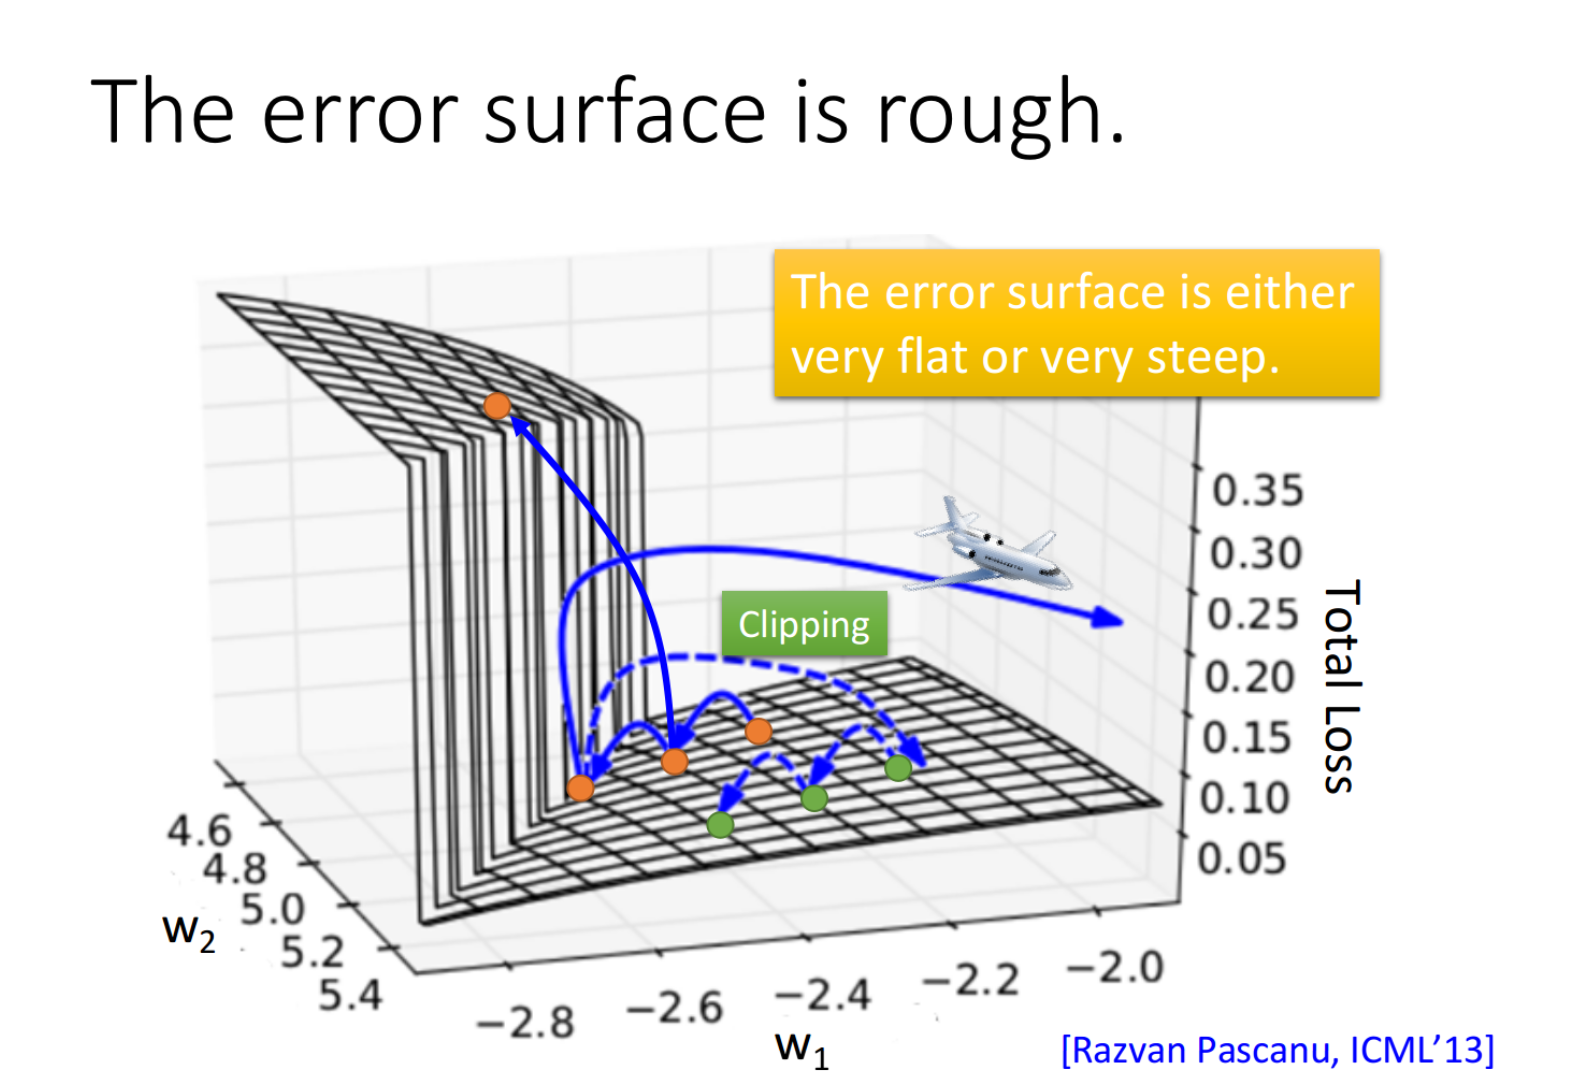 The error surface is rough.
The error surface is either
very flat or very steep.
Clipping
0.35
0.30
0.25
0.20
0.15
0.10
0.05
Total Loss
4.6
4.8
5.0
5.2
5.4
w2
−2.8
−2.6
−2.4
−2.2
−2.0
w1
[Razvan Pascanu, ICML’13]